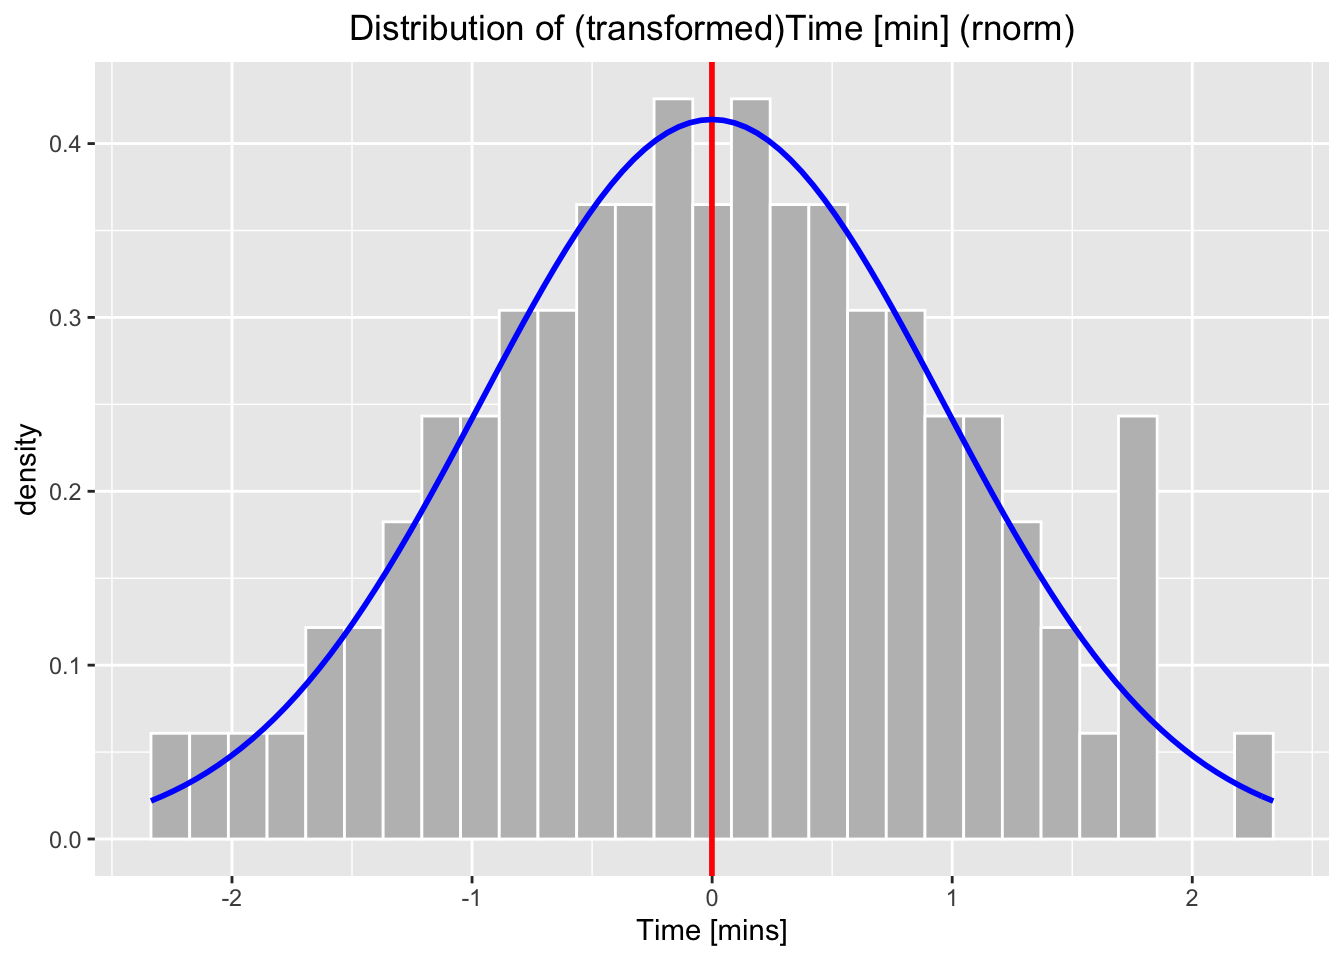 Distribution of (transformed)Time [min] (rnorm)
density
0.4
0.3
0.2
0.1
0.0
-2 -1 0 1 2
Time [mins]